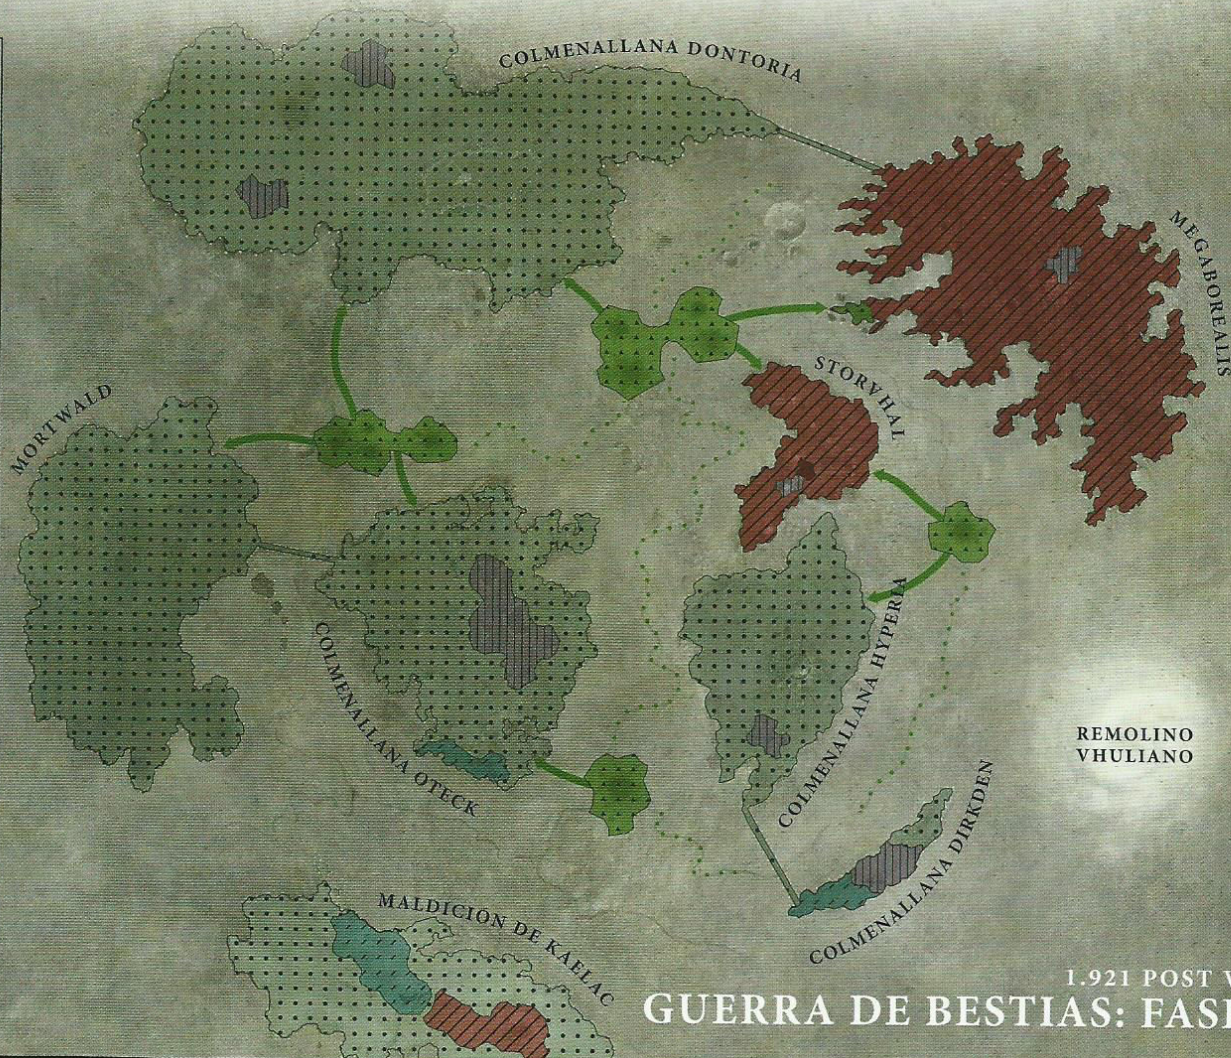 COLMENALLANA DONTORIA
MEGABOREALIS
STORVHAL
MORTWALD
COLMENALLANA HYPERIA
COLMENALLANA OTECK
REMOLINO
VHULIANO
COLMENALLANA DIRKDEN
MALDICION DE KAELAC
1.921 POST
GUERRA DE BESTIAS: